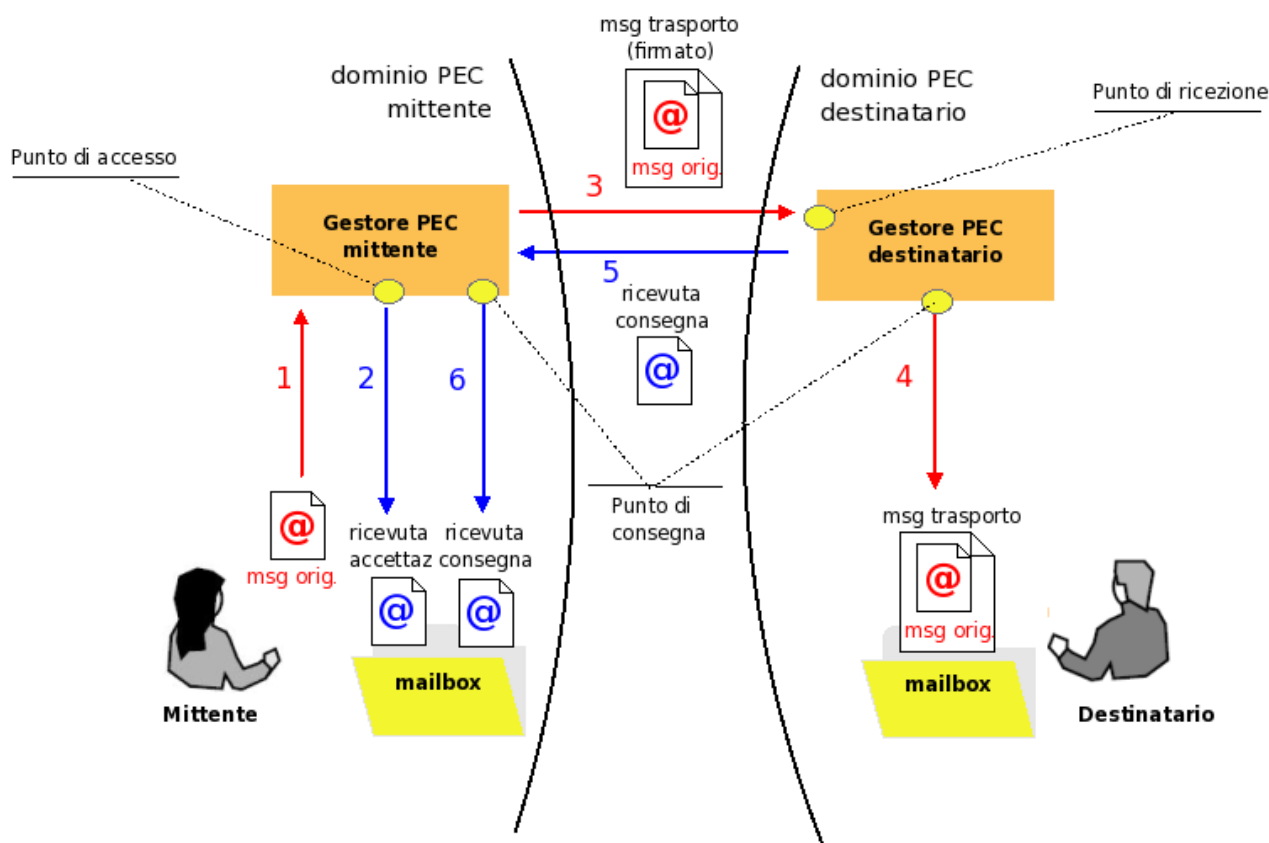 msg trasporto
(firmato)
dominio PEC
mittente
dominio PEC
destinatario
Punto di ricezione
Punto di accesso
@
msg orig.
3
Gestore PEC
mittente
Gestore PEC
destinatario
5
ricevuta
consegna
@
1
2
6
4
Punto di
consegna
@
msg orig.
ricevuta
accettaz
ricevuta
consegna
@
@
msg trasporto
@
msg orig.
mailbox
mailbox
Mittente
Destinatario